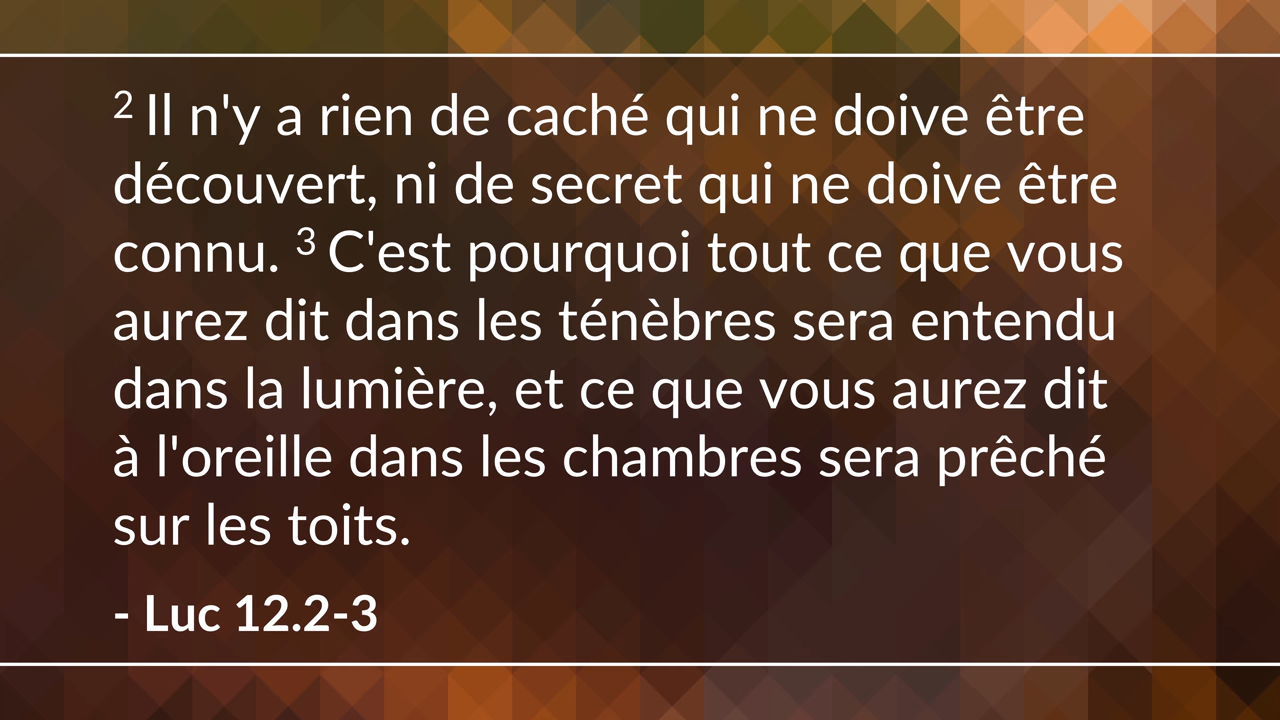 2 Il n'y a rien de caché qui ne doive être
découvert, ni de secret qui ne doive être
connu. 3 C'est pourquoi tout ce que vous
aurez dit dans les ténèbres sera entendu
dans la lumière, et ce que vous aurez dit
à l'oreille dans les chambres sera prêché
sur les toits.
- Luc 12.2-3